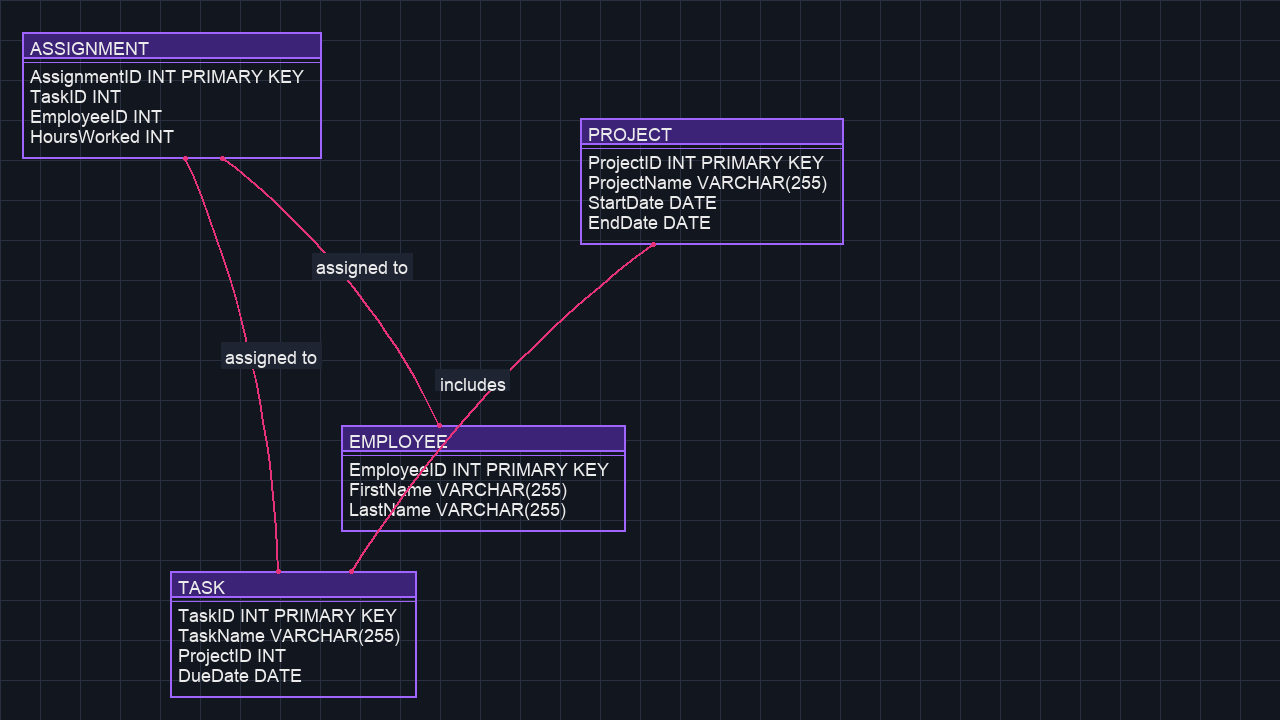 ASSIGNMENT
AssignmentID INT PRIMARY KEY
TaskID INT
EmployeeID INT
HoursWorked INT
PROJECT
ProjectID INT PRIMARY KEY
ProjectName VARCHAR(255)
StartDate DATE
EndDate DATE
assigned to
assigned to
includes
EMPLOYEE
EmployeeID INT PRIMARY KEY
FirstName VARCHAR(255)
LastName VARCHAR(255)
TASK
TaskID INT PRIMARY KEY
TaskName VARCHAR(255)
ProjectID INT
DueDate DATE